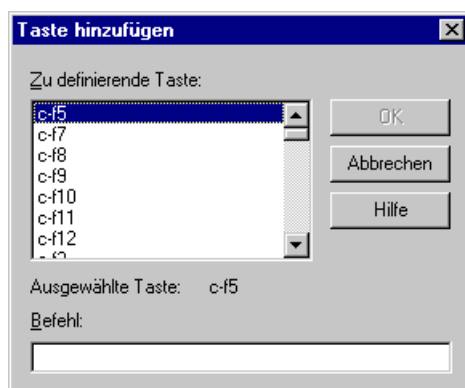 Taste hinzufügen
Zu definierende Taste:
c-f5
c-f7
c-f8
c-f9
c-f10
c-f11
c-f12
OK
Abbrechen
Hilfe
Ausgewählte Taste: c-f5
Befehl: